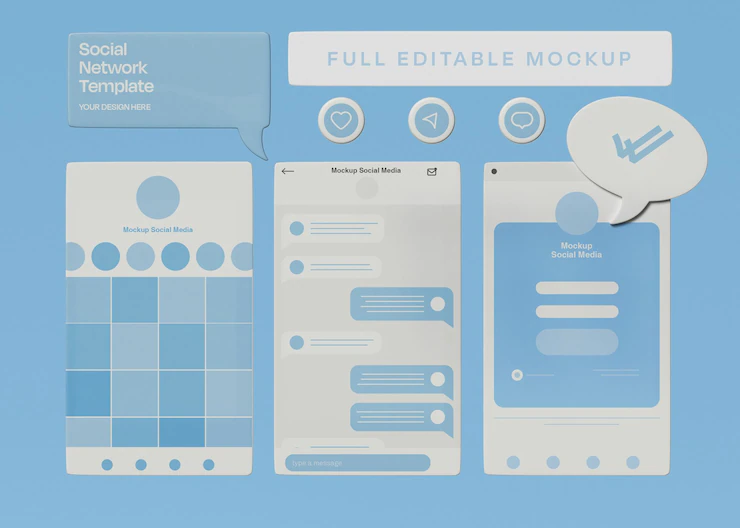 Social
Network
Template
YOUR DESIGN HERE
FULL EDITABLE MOCKUP
Mockup Social Media
Mockup Social Media
type a message
Mockup
Social Media